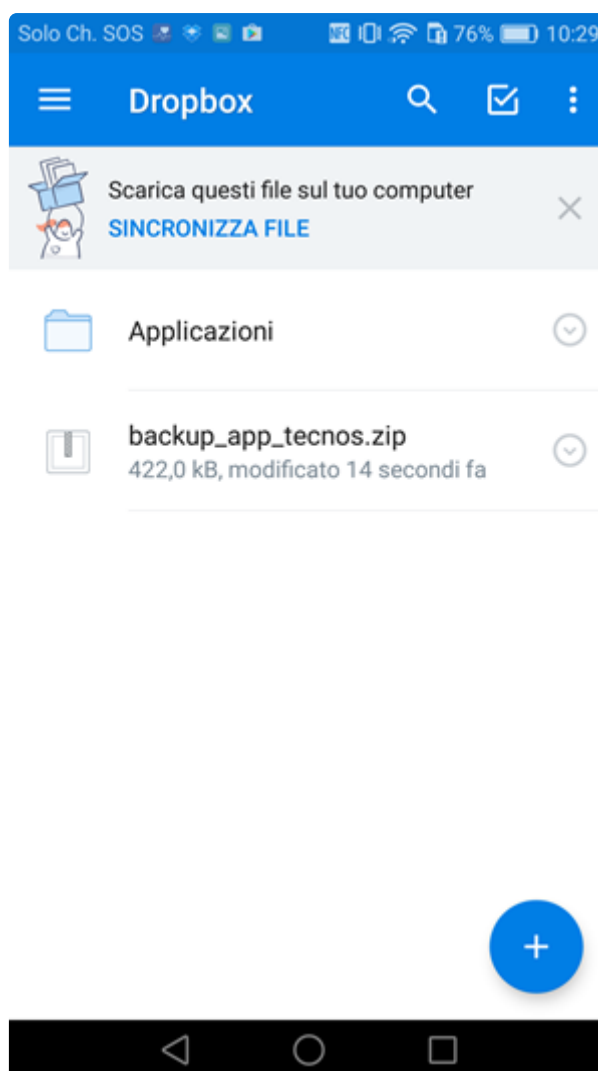 Solo Ch. SOS NFC 76% 10:29
Dropbox
Scarica questi file sul tuo computer
SINCRONIZZA FILE
Applicazioni
backup_app_tecnos.zip
422,0 kB, modificato 14 secondi fa